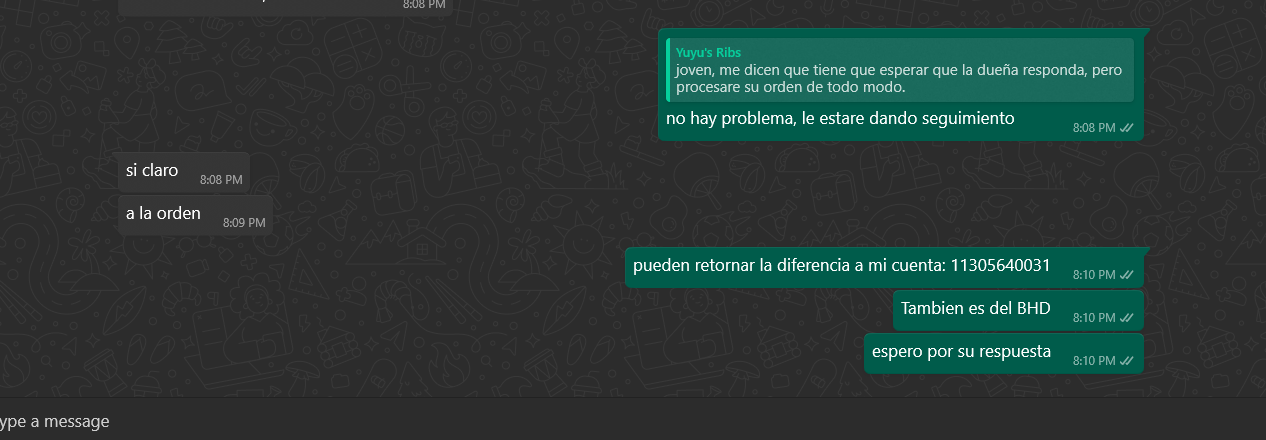 8:08 PM
Yuyu's Ribs
joven, me dicen que tiene que esperar que la dueña responda, pero
procesare su orden de todo modo.
no hay problema, le estare dando seguimiento
8:08 PM
si claro
8:08 PM
a la orden
8:09 PM
pueden retornar la diferencia a mi cuenta: 11305640031
8:10 PM
Tambien es del BHD
8:10 PM
espero por su respuesta
8:10 PM
ype a message